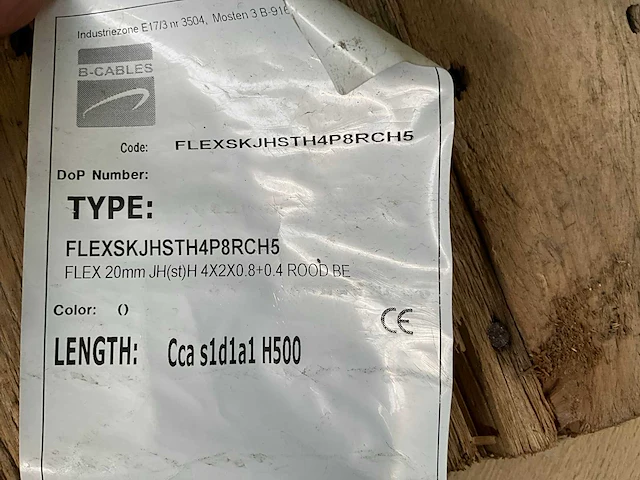 Industriezone E17/3 nr 3504, Mosten 3 B-916
B-CABLES
Code: FLEXSKJHSTH4P8RCH5
DoP Number:
TYPE:
FLEXSKJHSTH4P8RCH5
FLEX 20mm JH(st)H 4X2X0.8+0.4 ROOD BE
Color: ()
CE
LENGTH: Cca s1d1a1 H500